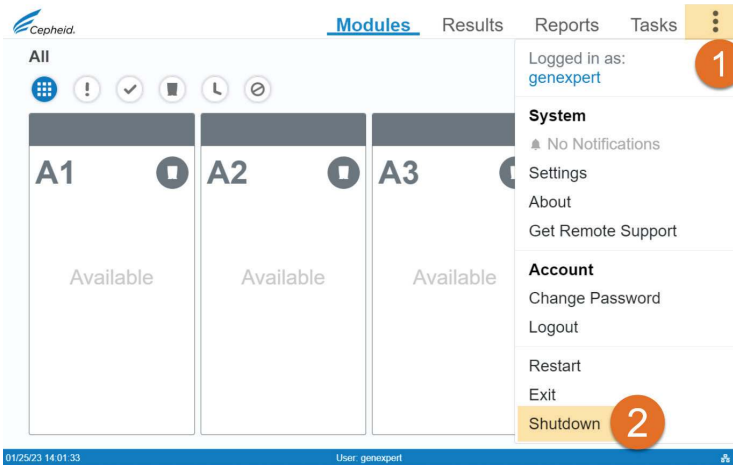 Cepheid.
Modules Results Reports Tasks
1
All
Logged in as:
genexpert
System
No Notifications
Settings
About
Get Remote Support
Account
Change Password
Logout
Restart
Exit
Shutdown 2
A1 A2 A3
Available Available Available
01/25/23 14:01:33 User: genexpert